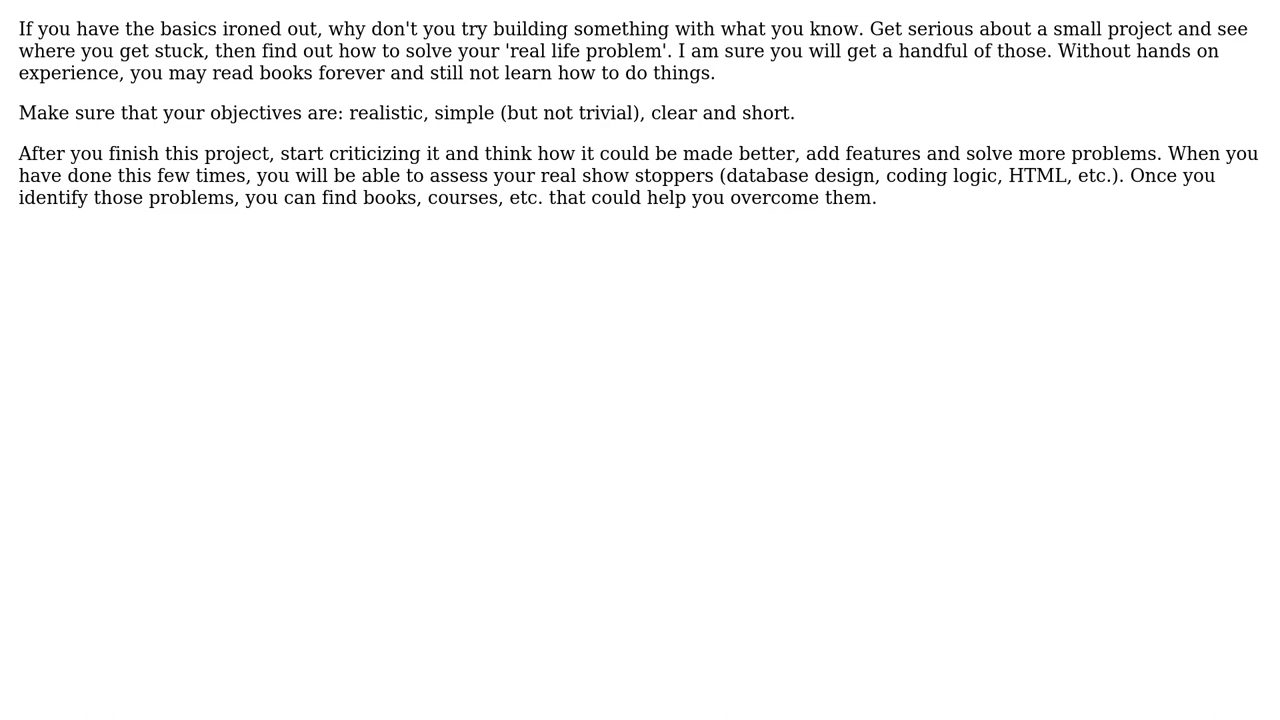 If you have the basics ironed out, why don't you try building something with what you know. Get serious about a small project and see
where you get stuck, then find out how to solve your 'real life problem'. I am sure you will get a handful of those. Without hands on
experience, you may read books forever and still not learn how to do things.
Make sure that your objectives are: realistic, simple (but not trivial), clear and short.
After you finish this project, start criticizing it and think how it could be made better, add features and solve more problems. When you
have done this few times, you will be able to assess your real show stoppers (database design, coding logic, HTML, etc.). Once you
identify those problems, you can find books, courses, etc. that could help you overcome them.